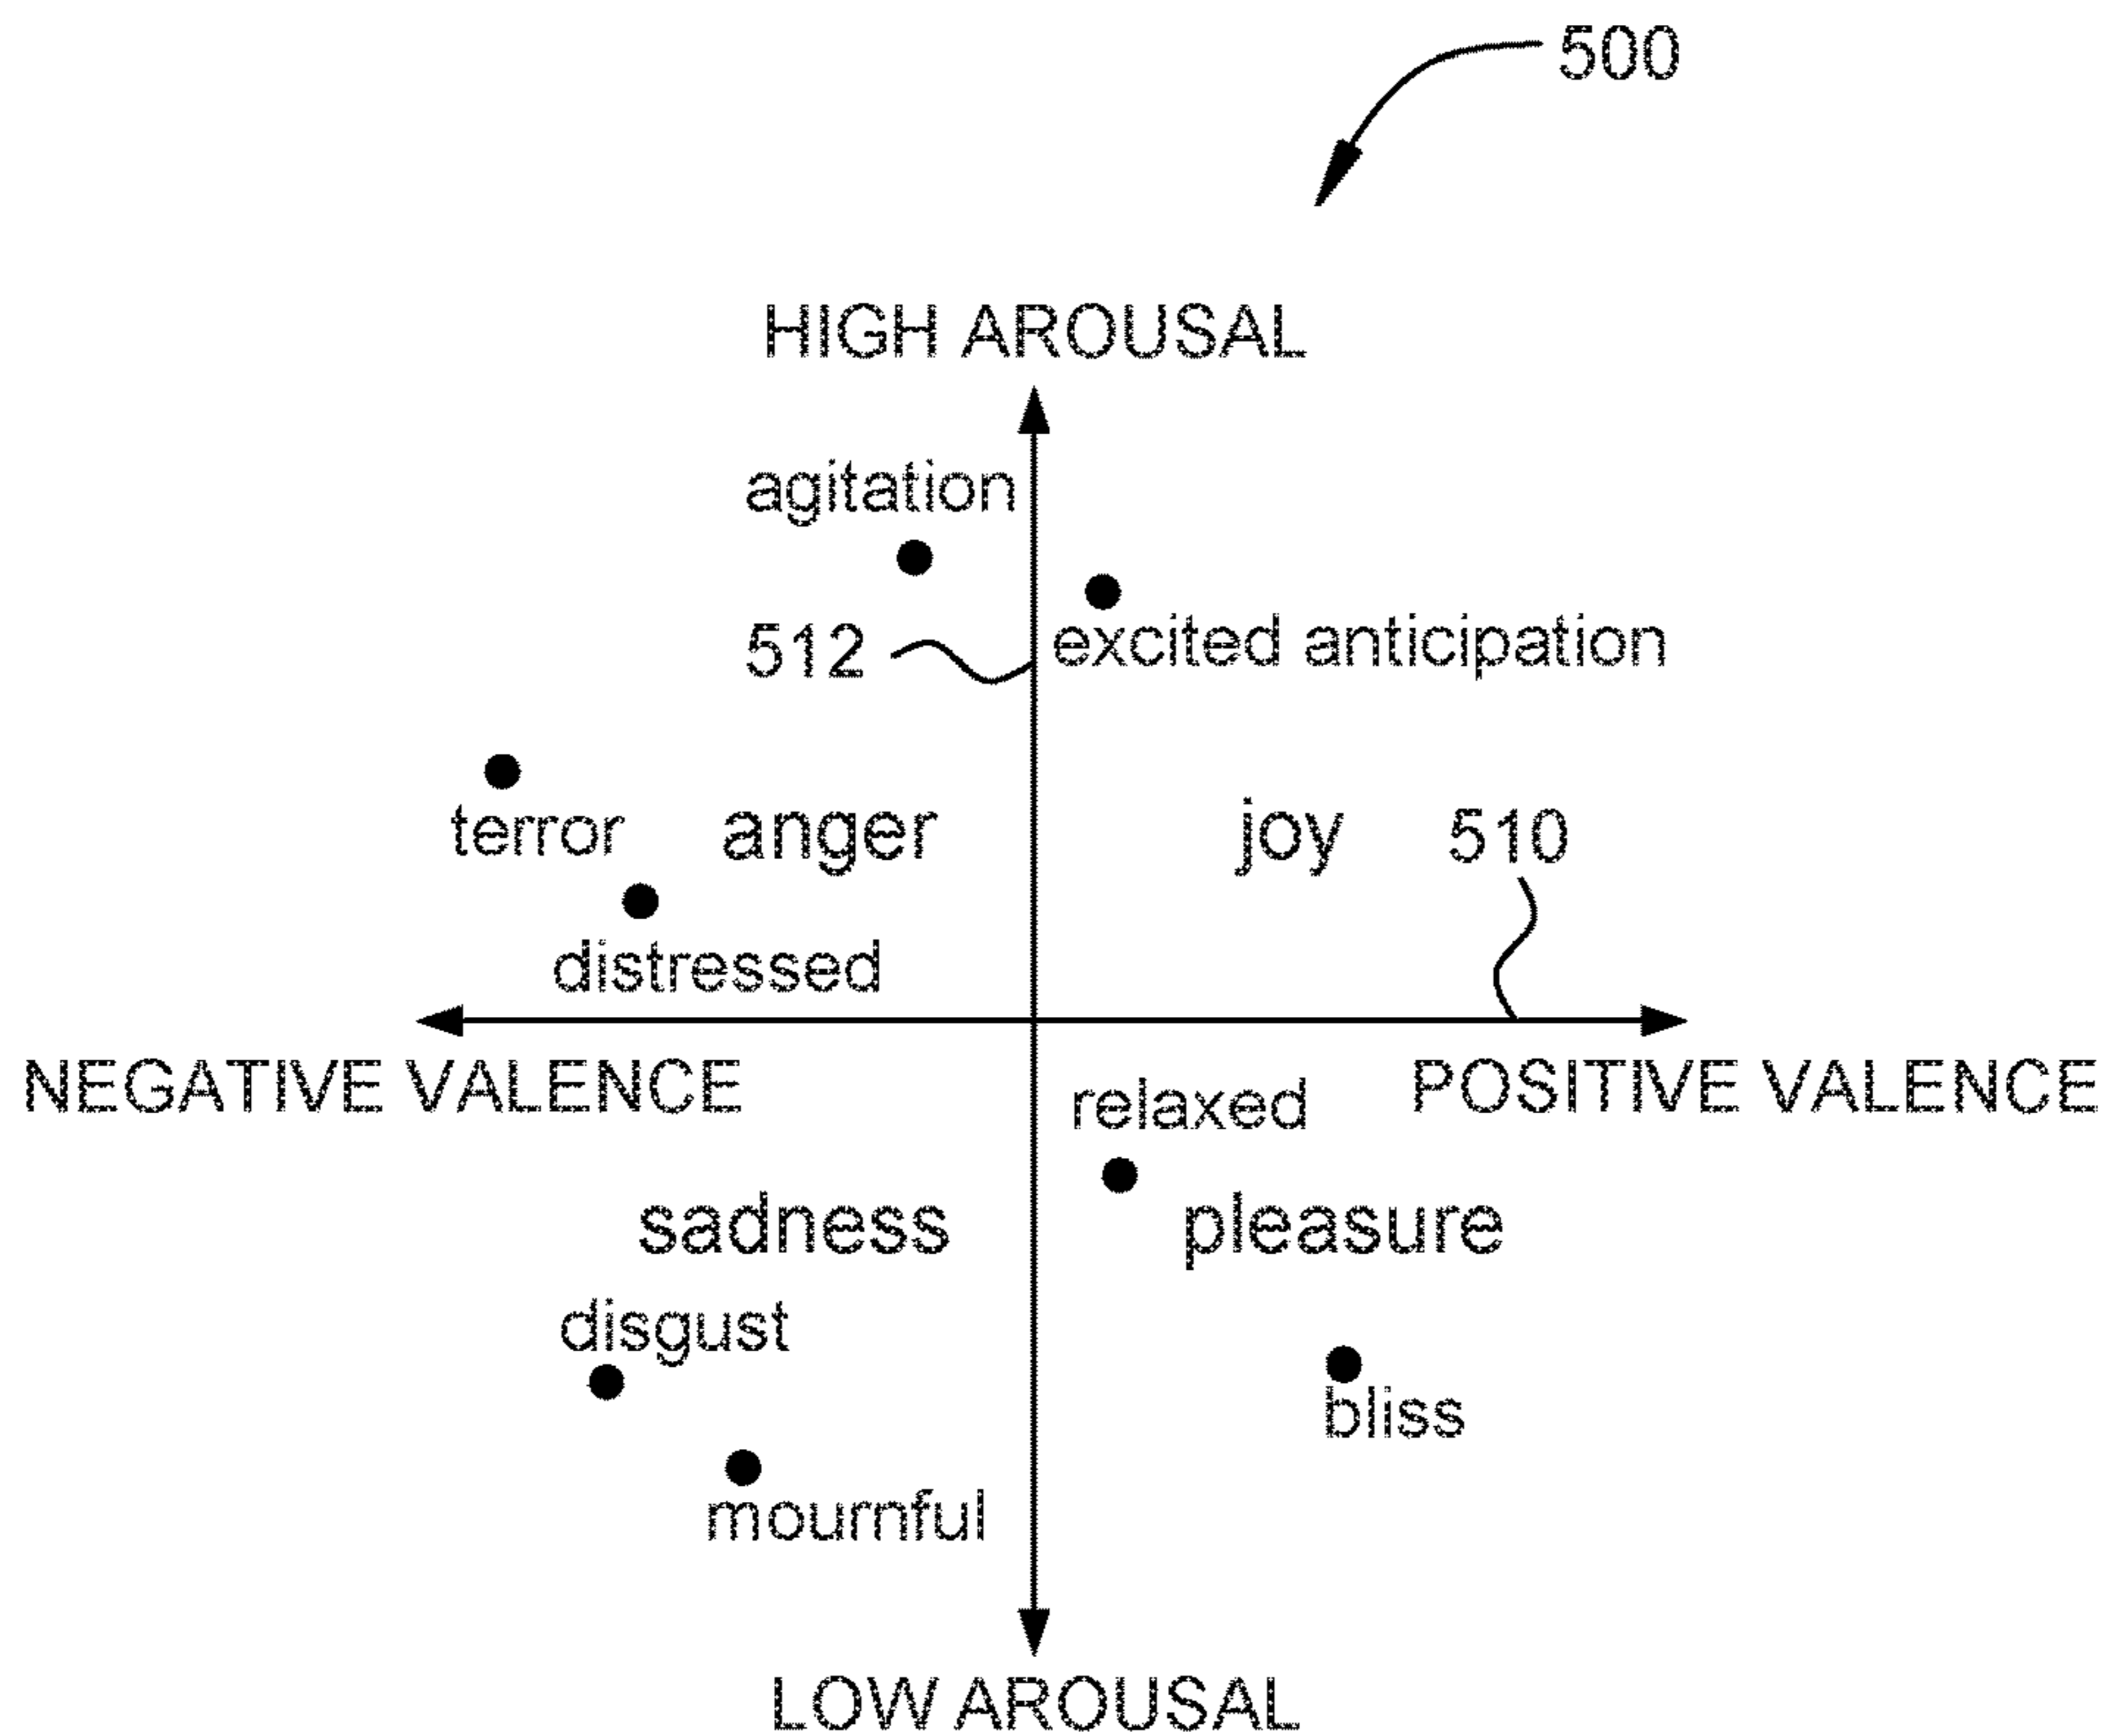 500
HIGH AROUSAL
agitation
512
excited anticipation
terror
anger
joy
510
distressed
NEGATIVE VALENCE
POSITIVE VALENCE
relaxed
sadness
pleasure
disgust
bliss
mournful
LOW AROUSAL